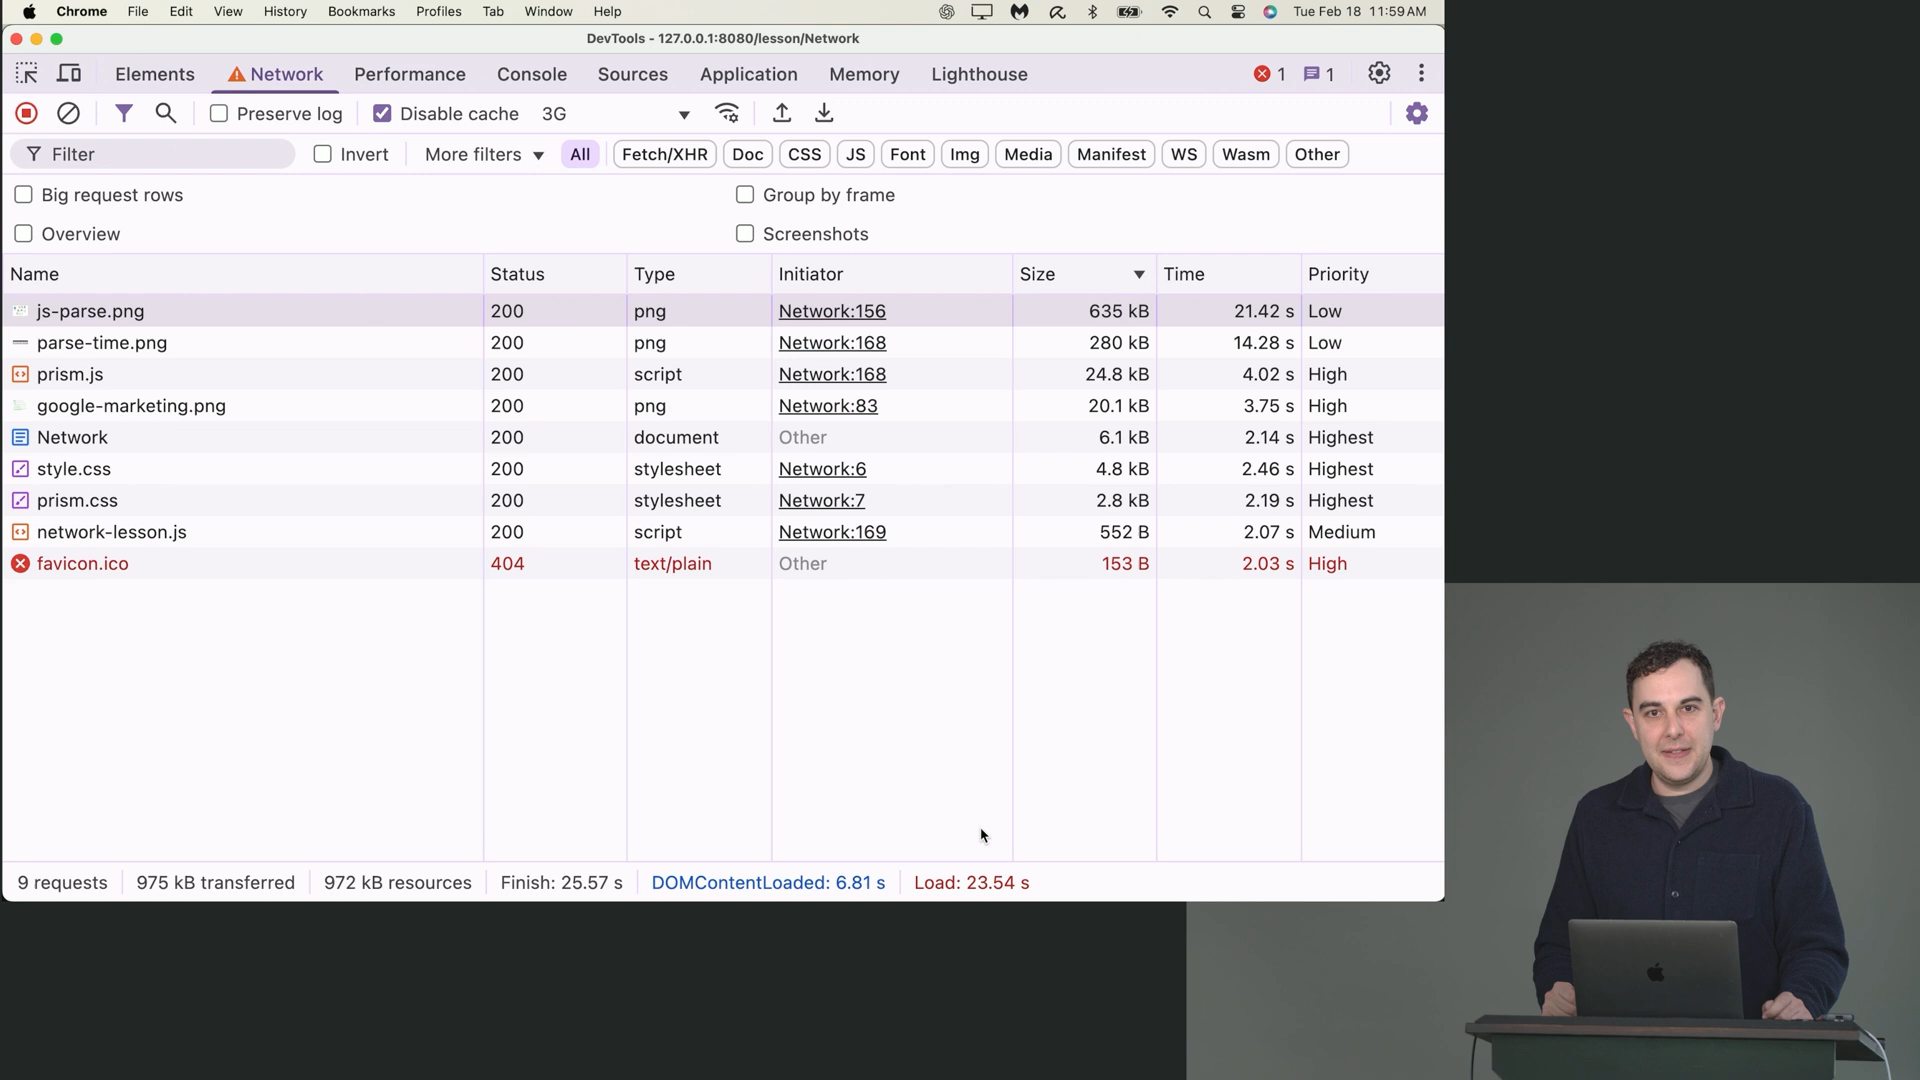 Chrome File Edit View History Bookmarks Profiles Tab Window Help Tue Feb 18 11:59 AM
DevTools - 127.0.0.1:8080/lesson/Network
Elements Network Performance Console Sources Application Memory Lighthouse 1 1
Preserve log Disable cache 3G
Filter Invert More filters All Fetch/XHR Doc CSS JS Font Img Media Manifest WS Wasm Other
Big request rows Group by frame
Overview Screenshots
Name Status Type Initiator Size Time Priority
js-parse.png 200 png Network:156 635 kB 21.42 s Low
parse-time.png 200 png Network:168 280 kB 14.28 s Low
prism.js 200 script Network:168 24.8 kB 4.02 s High
google-marketing.png 200 png Network:83 20.1 kB 3.75 s High
Network 200 document Other 6.1 kB 2.14 s Highest
style.css 200 stylesheet Network:6 4.8 kB 2.46 s Highest
prism.css 200 stylesheet Network:7 2.8 kB 2.19 s Highest
network-lesson.js 200 script Network:169 552 B 2.07 s Medium
favicon.ico 404 text/plain Other 153 B 2.03 s High
9 requests 975 kB transferred 972 kB resources Finish: 25.57 s DOMContentLoaded: 6.81 s Load: 23.54 s